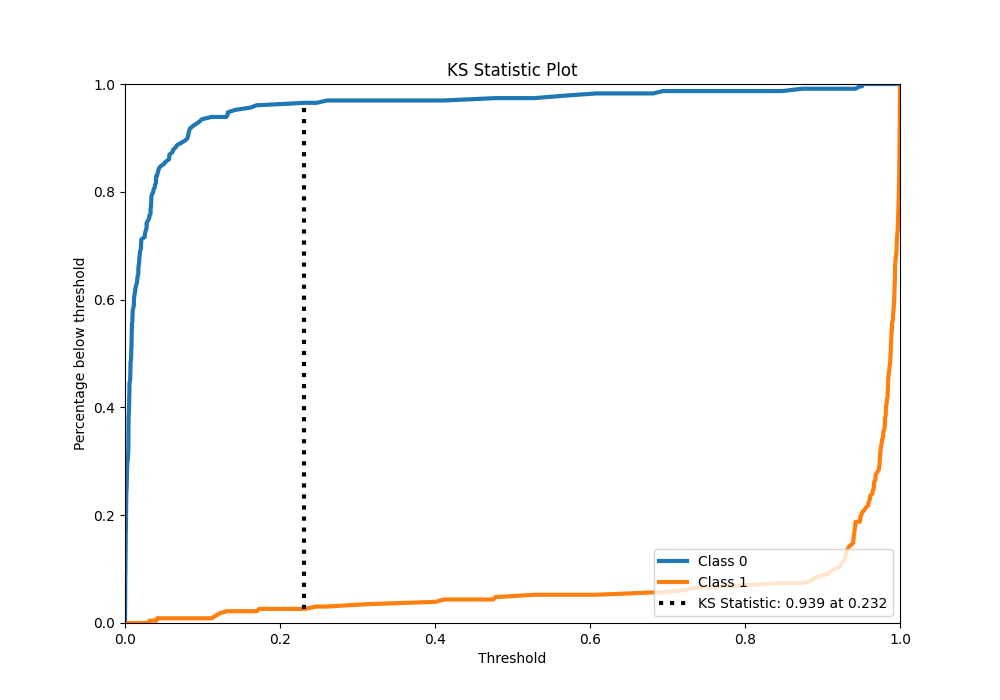 KS Statistic Plot
1.0
0.8
0.6
0.4
0.2
0.0
Percentage below threshold
0.0 0.2 0.4 0.6 0.8 1.0
Threshold
Class 0
Class 1
KS Statistic: 0.939 at 0.232